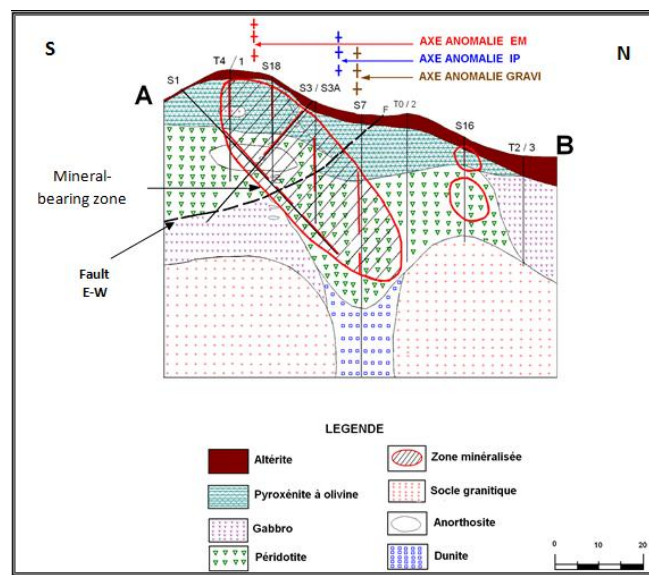 S
N
AXE ANOMALIE EM
AXE ANOMALIE IP
AXE ANOMALIE GRAVI
T4 / 1
S18
S1
S3 / S3A
A
S7
F
T0 / 2
S16
B
T2 / 3
Mineral-
bearing zone
Fault
E-W
LEGENDE
Altérite
Zone minéralisée
Pyroxénite à olivine
Socle granitique
Gabbro
Anorthosite
Péridotite
Dunite
0 10 20